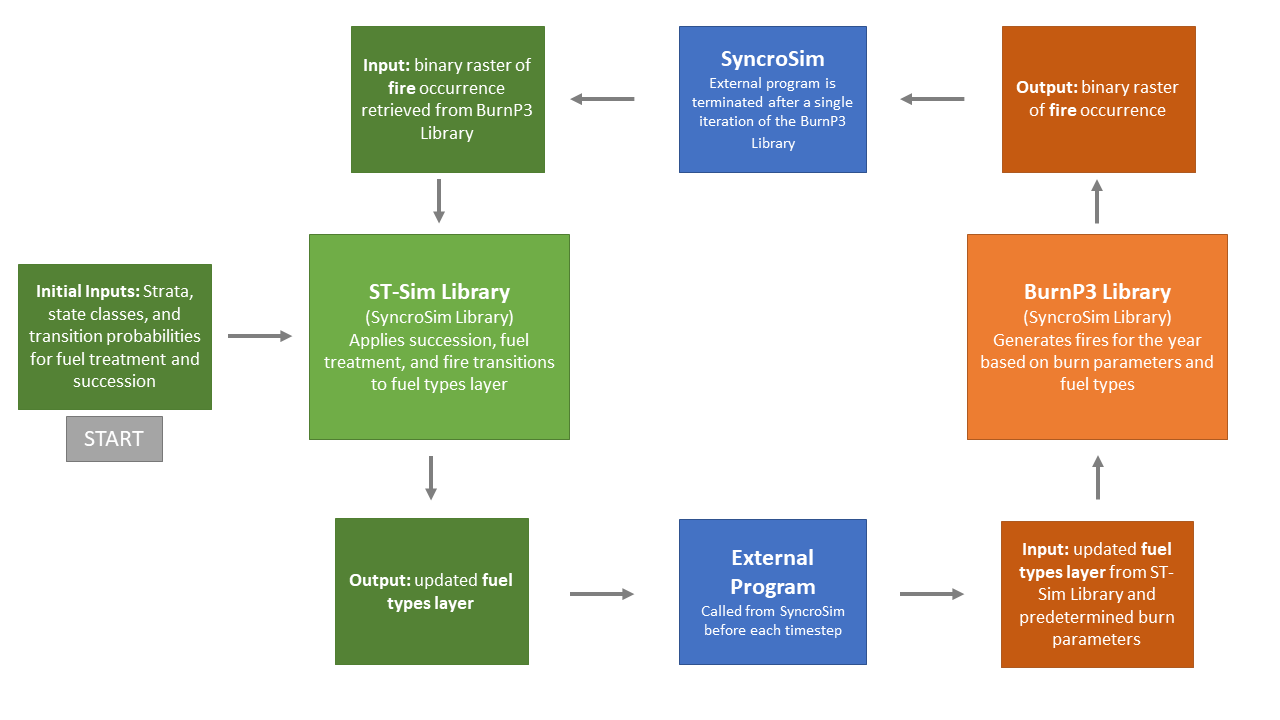 Input: binary raster of
fire occurrence
retrieved from BurnP3
Library
SyncroSim
External program is
terminated after a single
iteration of the BurnP3
Library
Output: binary raster
of fire occurrence
Initial Inputs: Strata,
state classes, and
transition probabilities
for fuel treatment and
succession
START
ST-Sim Library
(SyncroSim Library)
Applies succession, fuel
treatment, and fire transitions
to fuel types layer
BurnP3 Library
(SyncroSim Library)
Generates fires for the year
based on burn parameters and
fuel types
Output: updated fuel
types layer
External
Program
Called from SyncroSim
before each timestep
Input: updated fuel
types layer from ST-
Sim Library and
predetermined burn
parameters